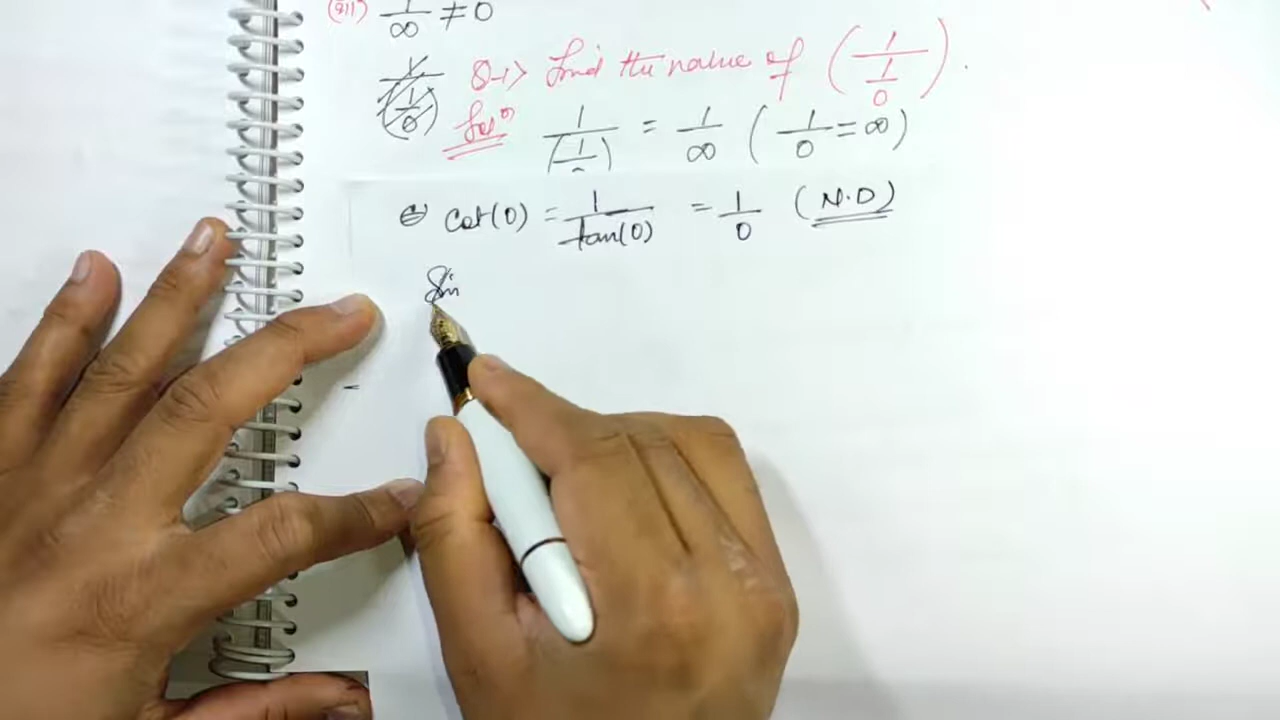 (iii) 1/∞ ≠ 0
Q-1> Find the value of (1/(1/0)).
Solⁿ 1/(1/0) = 1/∞ (1/0 = ∞)
cot(0) = 1/tan(0) = 1/0 (N.D)
Sin